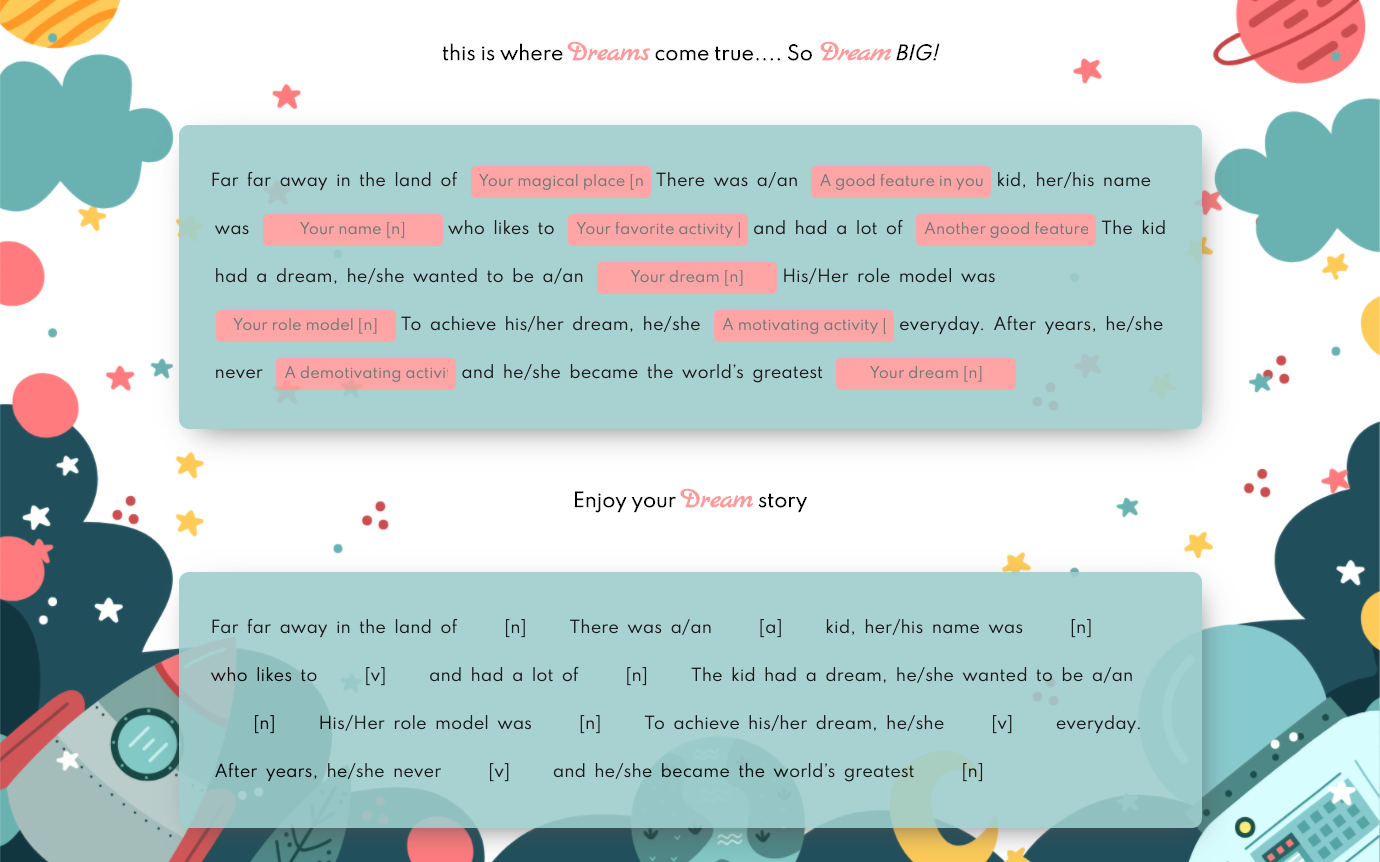 this is where Dreams come true.... So Dream BIG!
Far far away in the land of Your magical place [n There was a/an A good feature in you kid, her/his name
was Your name [n] who likes to Your favorite activity [ and had a lot of Another good feature The kid
had a dream, he/she wanted to be a/an Your dream [n] His/Her role model was
Your role model [n] To achieve his/her dream, he/she A motivating activity [ everyday. After years, he/she
never A demotivating activi and he/she became the world's greatest Your dream [n]
Enjoy your Dream story
Far far away in the land of [n] There was a/an [a] kid, her/his name was [n]
who likes to [v] and had a lot of [n] The kid had a dream, he/she wanted to be a/an
[n] His/Her role model was [n] To achieve his/her dream, he/she [v] everyday.
After years, he/she never [v] and he/she became the world's greatest [n]